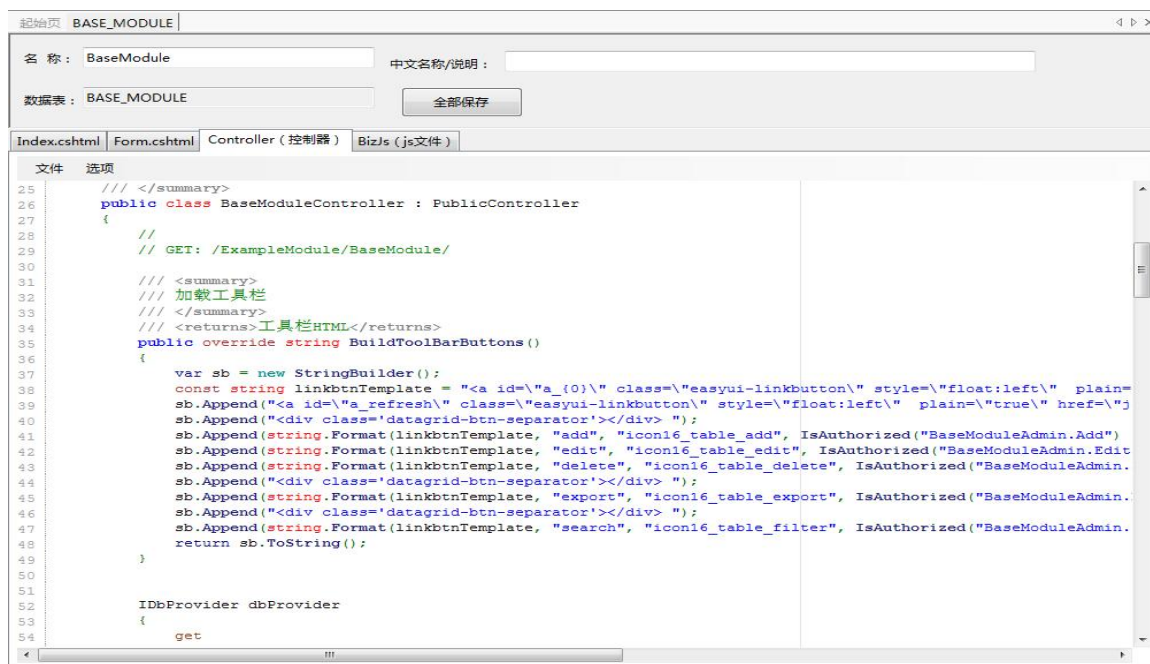 起始页 BASE_MODULE
名 称： BaseModule
中文名称/说明：
数据表： BASE_MODULE
全部保存
Index.cshtml Form.cshtml Controller（控制器） BizJs（js文件）
文件 选项
25 /// </summary>
26 public class BaseModuleController : PublicController
27 {
28 //
29 // GET: /ExampleModule/BaseModule/
30
31 /// <summary>
32 /// 加载工具栏
33 /// </summary>
34 /// <returns>工具栏HTML</returns>
35 public override string BuildToolBarButtons()
36 {
37 var sb = new StringBuilder();
38 const string linkbtnTemplate = "<a id=\"a_{0}\" class=\"easyui-linkbutton\" style=\"float:left\"  plain=
39 sb.Append("<a id=\"a_refresh\" class=\"easyui-linkbutton\" style=\"float:left\"  plain=\"true\" href=\"j
40 sb.Append("<div class='datagrid-btn-separator'></div> ");
41 sb.Append(string.Format(linkbtnTemplate, "add", "icon16_table_add", IsAuthorized("BaseModuleAdmin.Add")
42 sb.Append(string.Format(linkbtnTemplate, "edit", "icon16_table_edit", IsAuthorized("BaseModuleAdmin.Edit
43 sb.Append(string.Format(linkbtnTemplate, "delete", "icon16_table_delete", IsAuthorized("BaseModuleAdmin.
44 sb.Append("<div class='datagrid-btn-separator'></div> ");
45 sb.Append(string.Format(linkbtnTemplate, "export", "icon16_table_export", IsAuthorized("BaseModuleAdmin.
46 sb.Append("<div class='datagrid-btn-separator'></div> ");
47 sb.Append(string.Format(linkbtnTemplate, "search", "icon16_table_filter", IsAuthorized("BaseModuleAdmin.
48 return sb.ToString();
49 }
50
51
52 IDbProvider dbProvider
53 {
54 get